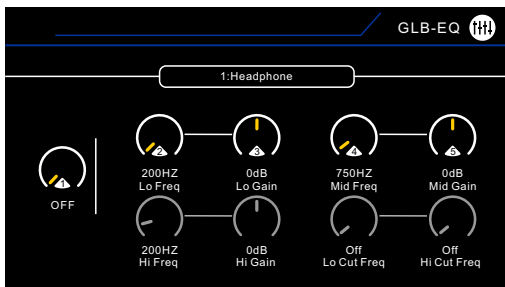 GLB-EQ
1:Headphone
1
OFF
2
3
4
5
200HZ
0dB
750HZ
0dB
Lo Freq
Lo Gain
Mid Freq
Mid Gain
200HZ
0dB
Off
Off
Hi Freq
Hi Gain
Lo Cut Freq
Hi Cut Freq